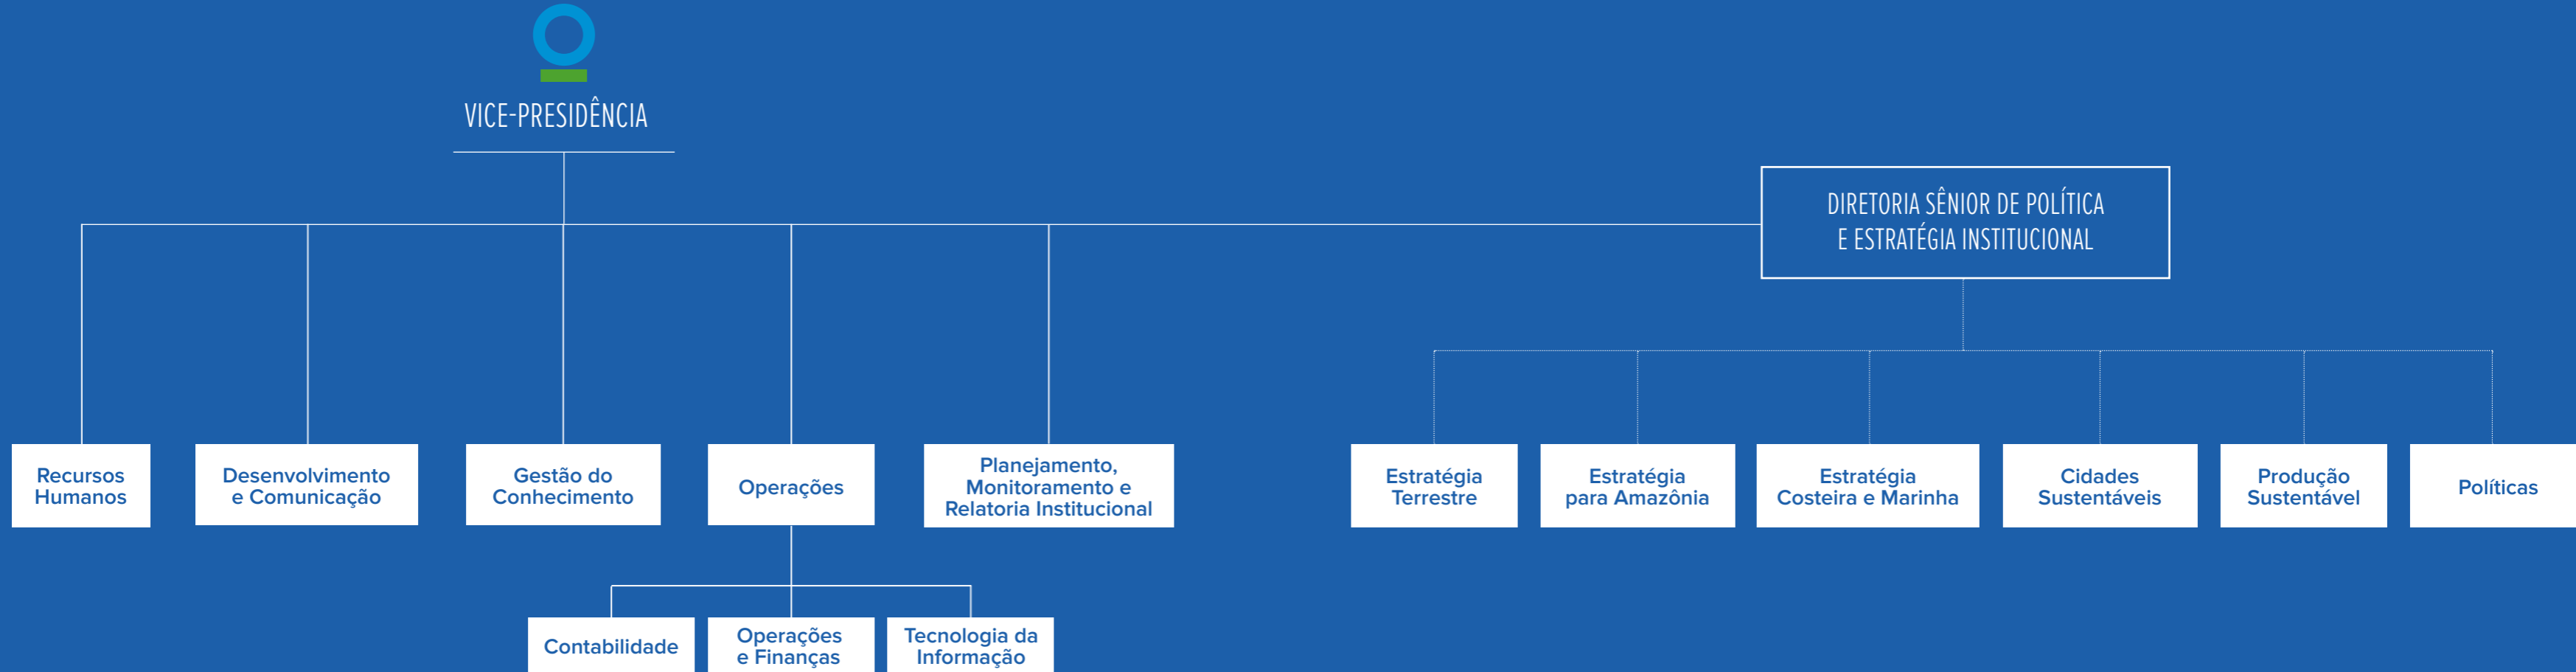 VICE-PRESIDÊNCIA
DIRETORIA SÊNIOR DE POLÍTICA
E ESTRATÉGIA INSTITUCIONAL
Recursos
Humanos
Desenvolvimento
e Comunicação
Gestão do
Conhecimento
Operações
Planejamento,
Monitoramento e
Relatoria Institucional
Estratégia
Terrestre
Estratégia
para Amazônia
Estratégia
Costeira e Marinha
Cidades
Sustentáveis
Produção
Sustentável
Políticas
Contabilidade
Operações
e Finanças
Tecnologia da
Informação